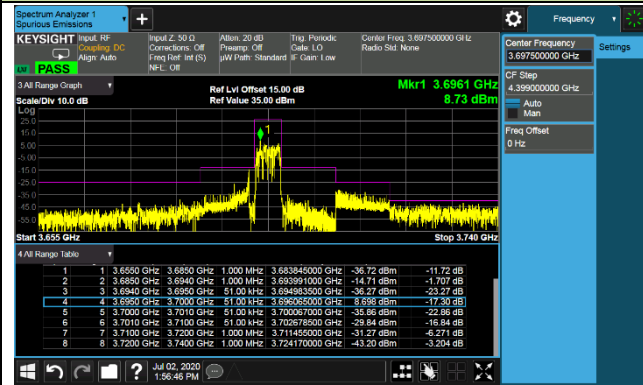 Spectrum Analyzer 1
Spurious Emissions
Frequency
KEYSIGHT Input: RF
Coupling: DC
Align: Auto
Input Z: 50 Ω
Corrections: Off
Freq Ref: Int (S)
NFE: Off
Atten: 20 dB
Preamp: Off
µW Path: Standard
Trig: Periodic
Gate: LO
IF Gain: Low
Center Freq: 3.697500000 GHz
Radio Std: None
PASS
Center Frequency
3.697500000 GHz
Settings
CF Step
4.399000000 GHz
Auto
Man
Freq Offset
0 Hz
3 All Range Graph
Ref Lvl Offset 15.00 dB
Mkr1 3.6961 GHz
Scale/Div 10.0 dB
Ref Value 35.00 dBm
8.73 dBm
Log
25.0
15.0
5.00
-5.00
-15.0
-25.0
-35.0
-45.0
-55.0
1
Start 3.655 GHz
Stop 3.740 GHz
4 All Range Table
1 1 3.6550 GHz 3.6850 GHz 1.000 MHz 3.683845000 GHz -36.72 dBm -11.72 dB
2 2 3.6850 GHz 3.6940 GHz 1.000 MHz 3.693991000 GHz -14.71 dBm -1.707 dB
3 3 3.6940 GHz 3.6950 GHz 51.00 kHz 3.694983500 GHz -36.27 dBm -23.27 dB
4 4 3.6950 GHz 3.7000 GHz 51.00 kHz 3.696065000 GHz 8.698 dBm -17.30 dB
5 5 3.7000 GHz 3.7010 GHz 51.00 kHz 3.700067000 GHz -35.86 dBm -22.86 dB
6 6 3.7010 GHz 3.7100 GHz 51.00 kHz 3.702678500 GHz -29.84 dBm -16.84 dB
7 7 3.7100 GHz 3.7200 GHz 1.000 MHz 3.711455000 GHz -31.27 dBm -6.271 dB
8 8 3.7200 GHz 3.7400 GHz 1.000 MHz 3.724170000 GHz -43.20 dBm -3.204 dB
Jul 02, 2020
1:56:46 PM